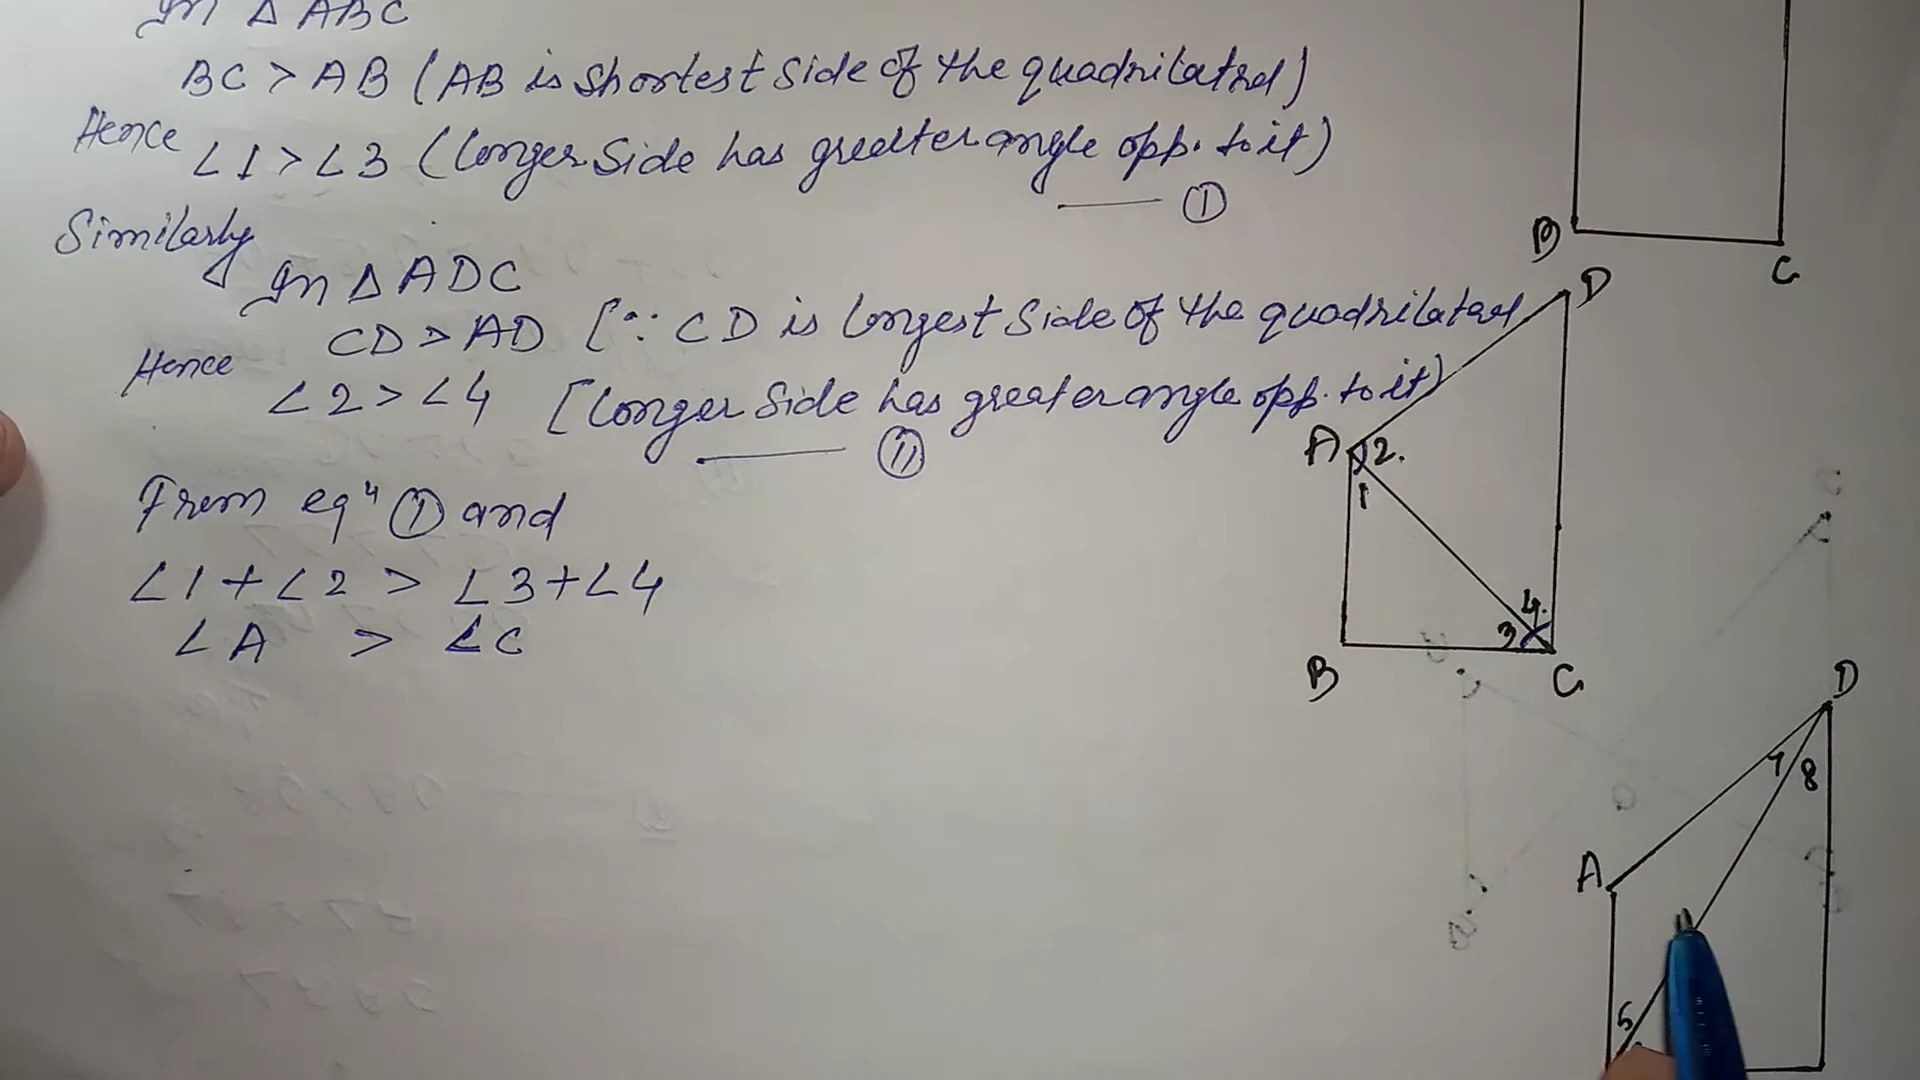 In Δ ABC
BC > AB (AB is shortest side of the quadrilatral)
Hence ∠1 > ∠3 (longer side has greater angle opp. to it)
①
Similarly
In Δ ADC
CD > AD [∵ CD is longest side of the quadrilatral
Hence ∠2 > ∠4 [longer side has greater angle opp. to it)
②
From eqⁿ ① and
∠1 + ∠2 > ∠3 + ∠4
∠A > ∠C
B
C
D
A
2.
1
4.
3
B
C
D
7
8
A
5